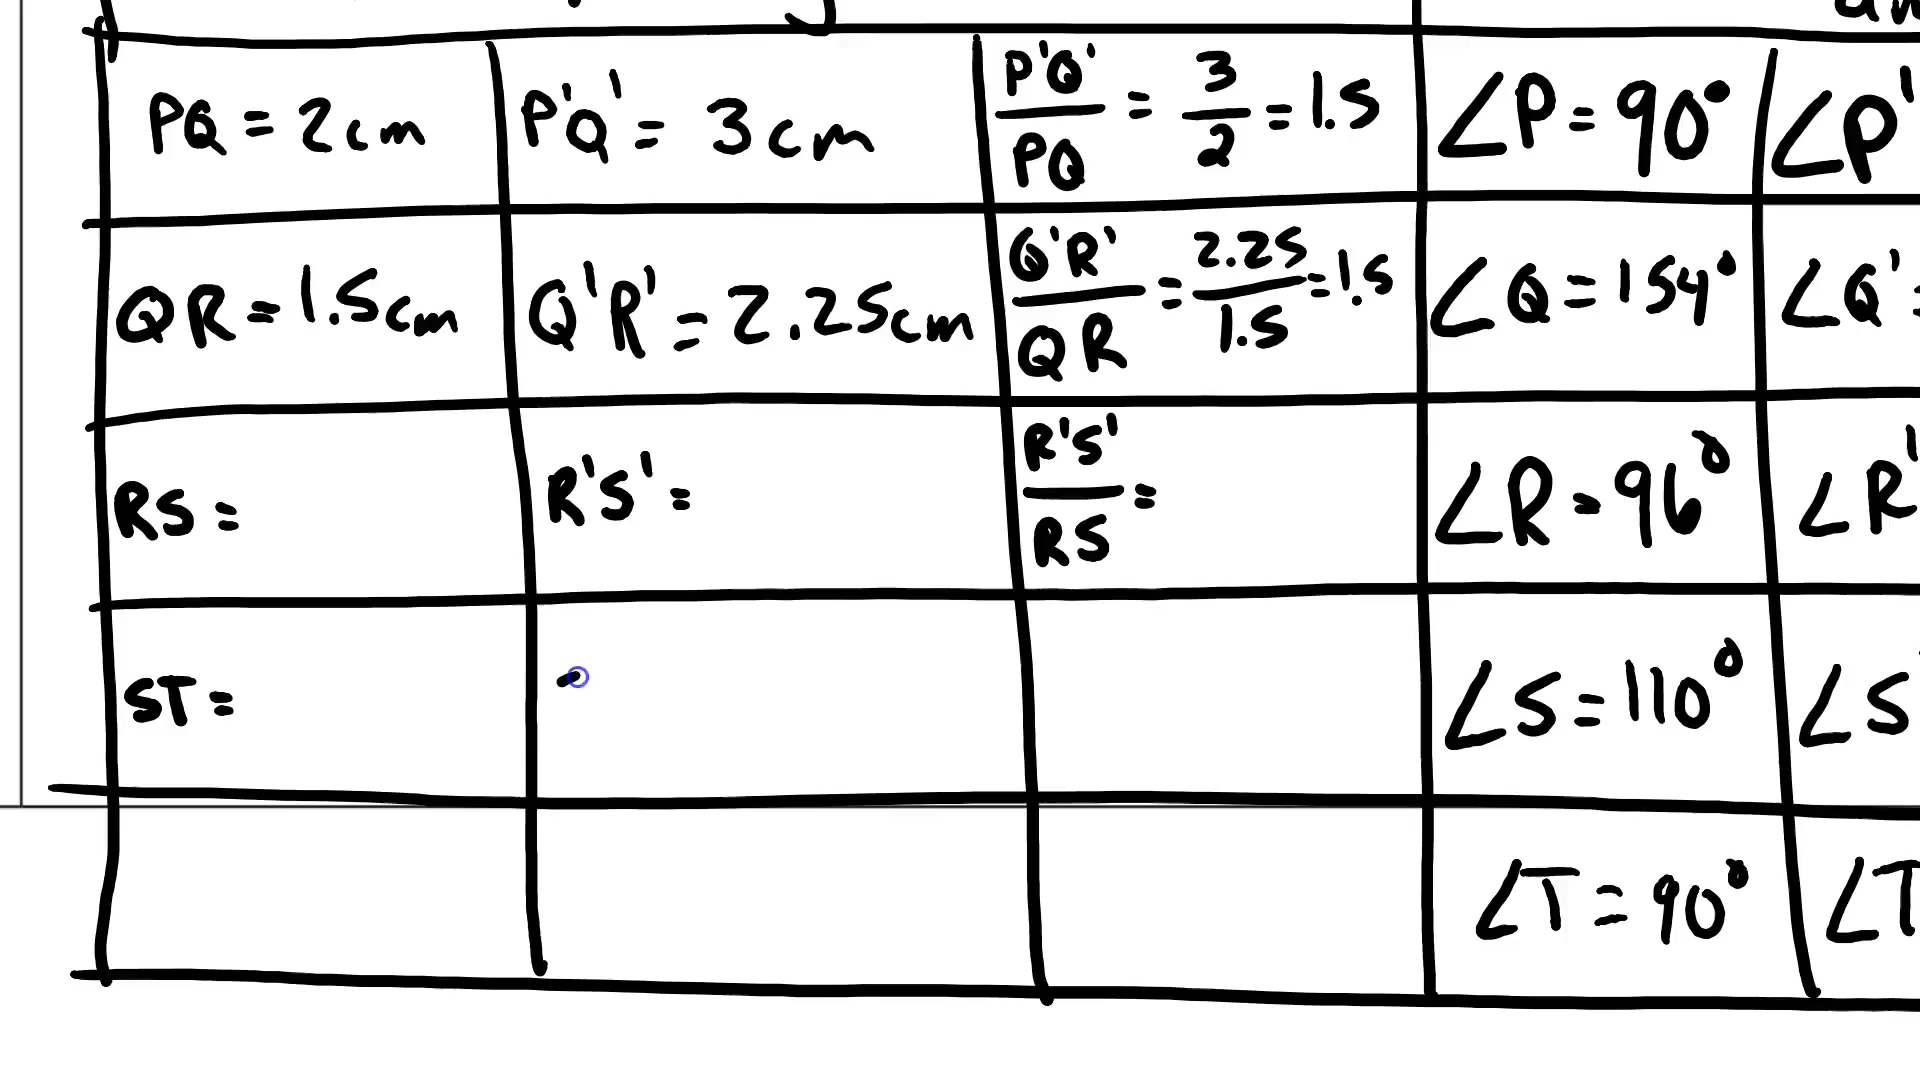 PQ = 2cm P'Q' = 3cm P'Q'/PQ = 3/2 = 1.5 ∠P = 90° ∠P'
QR = 1.5cm Q'R' = 2.25cm Q'R'/QR = 2.25/1.5 = 1.5 ∠Q = 154° ∠Q' =
RS = R'S' = R'S'/RS = ∠R = 96° ∠R'
ST = ∠S = 110° ∠S
∠T = 90° ∠T